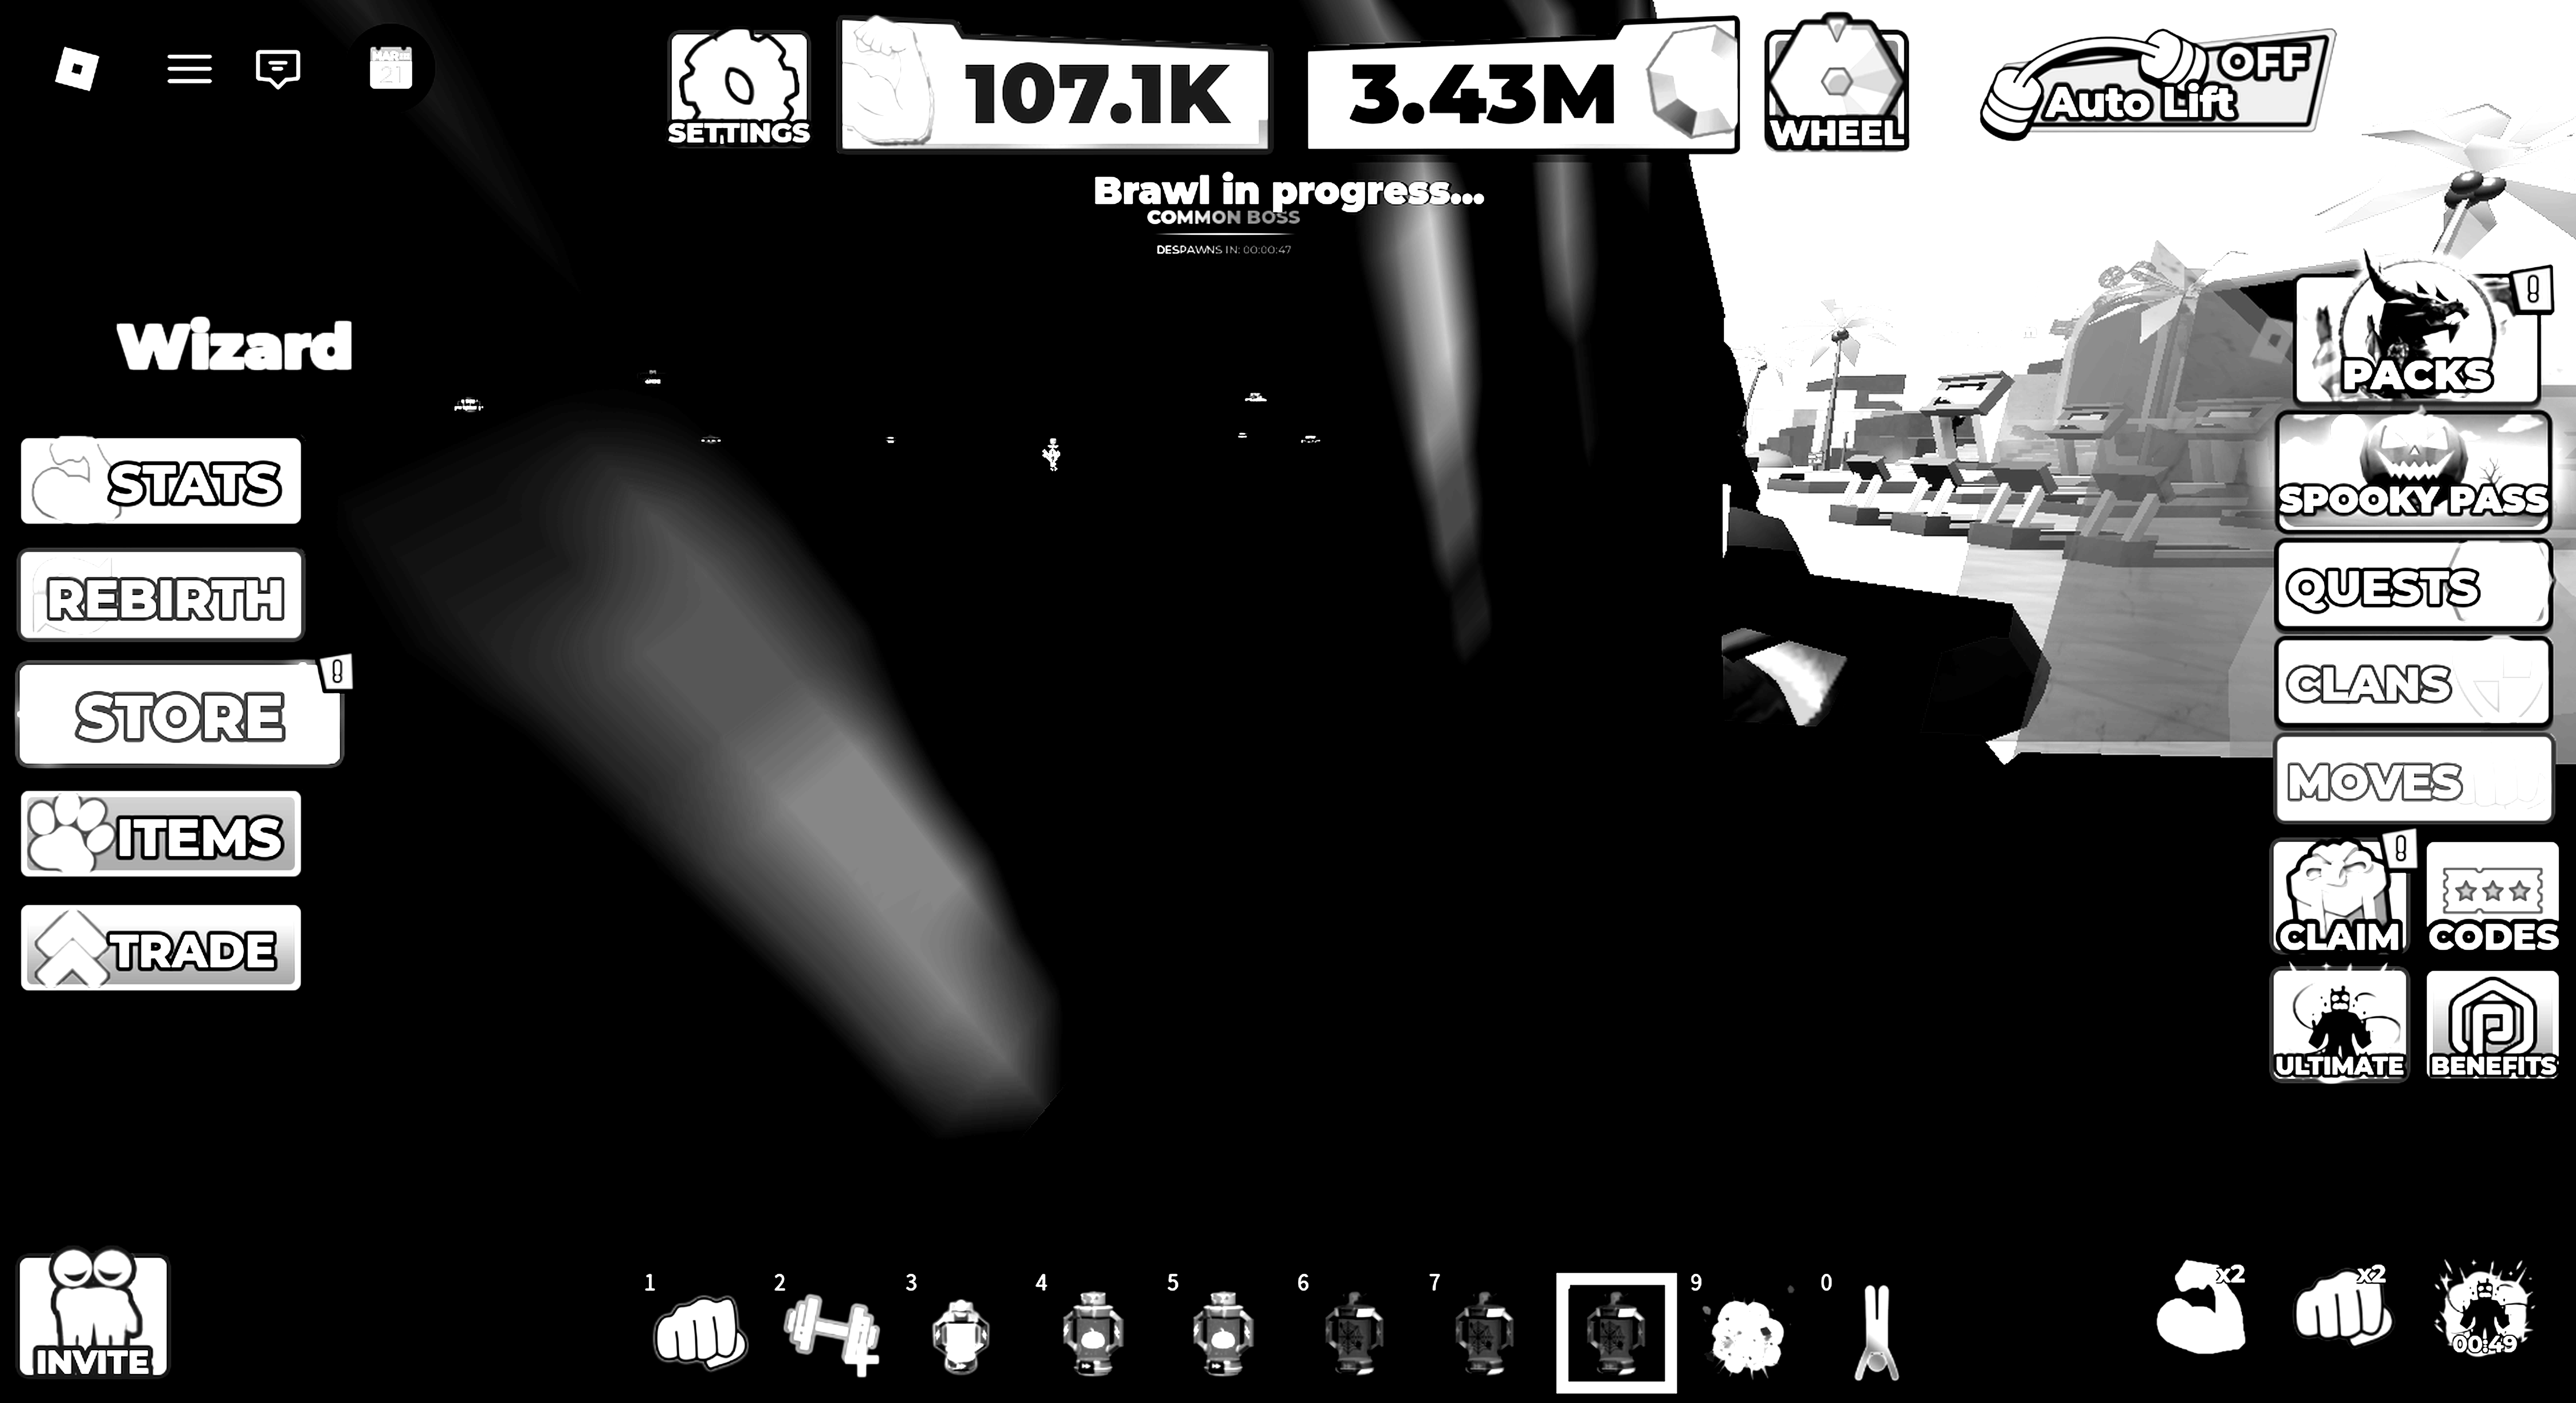 MARCH
21
SETTINGS
107.1K
3.43M
WHEEL
OFF
Auto Lift
Brawl in progress...
COMMON BOSS
DESPAWNS IN: 00:00:47
Wizard
STATS
REBIRTH
STORE
ITEMS
TRADE
INVITE
PACKS
SPOOKY PASS
QUESTS
CLANS
MOVES
CLAIM
CODES
ULTIMATE
BENEFITS
1
2
3
4
5
6
7
9
0
x2
x2
00:49